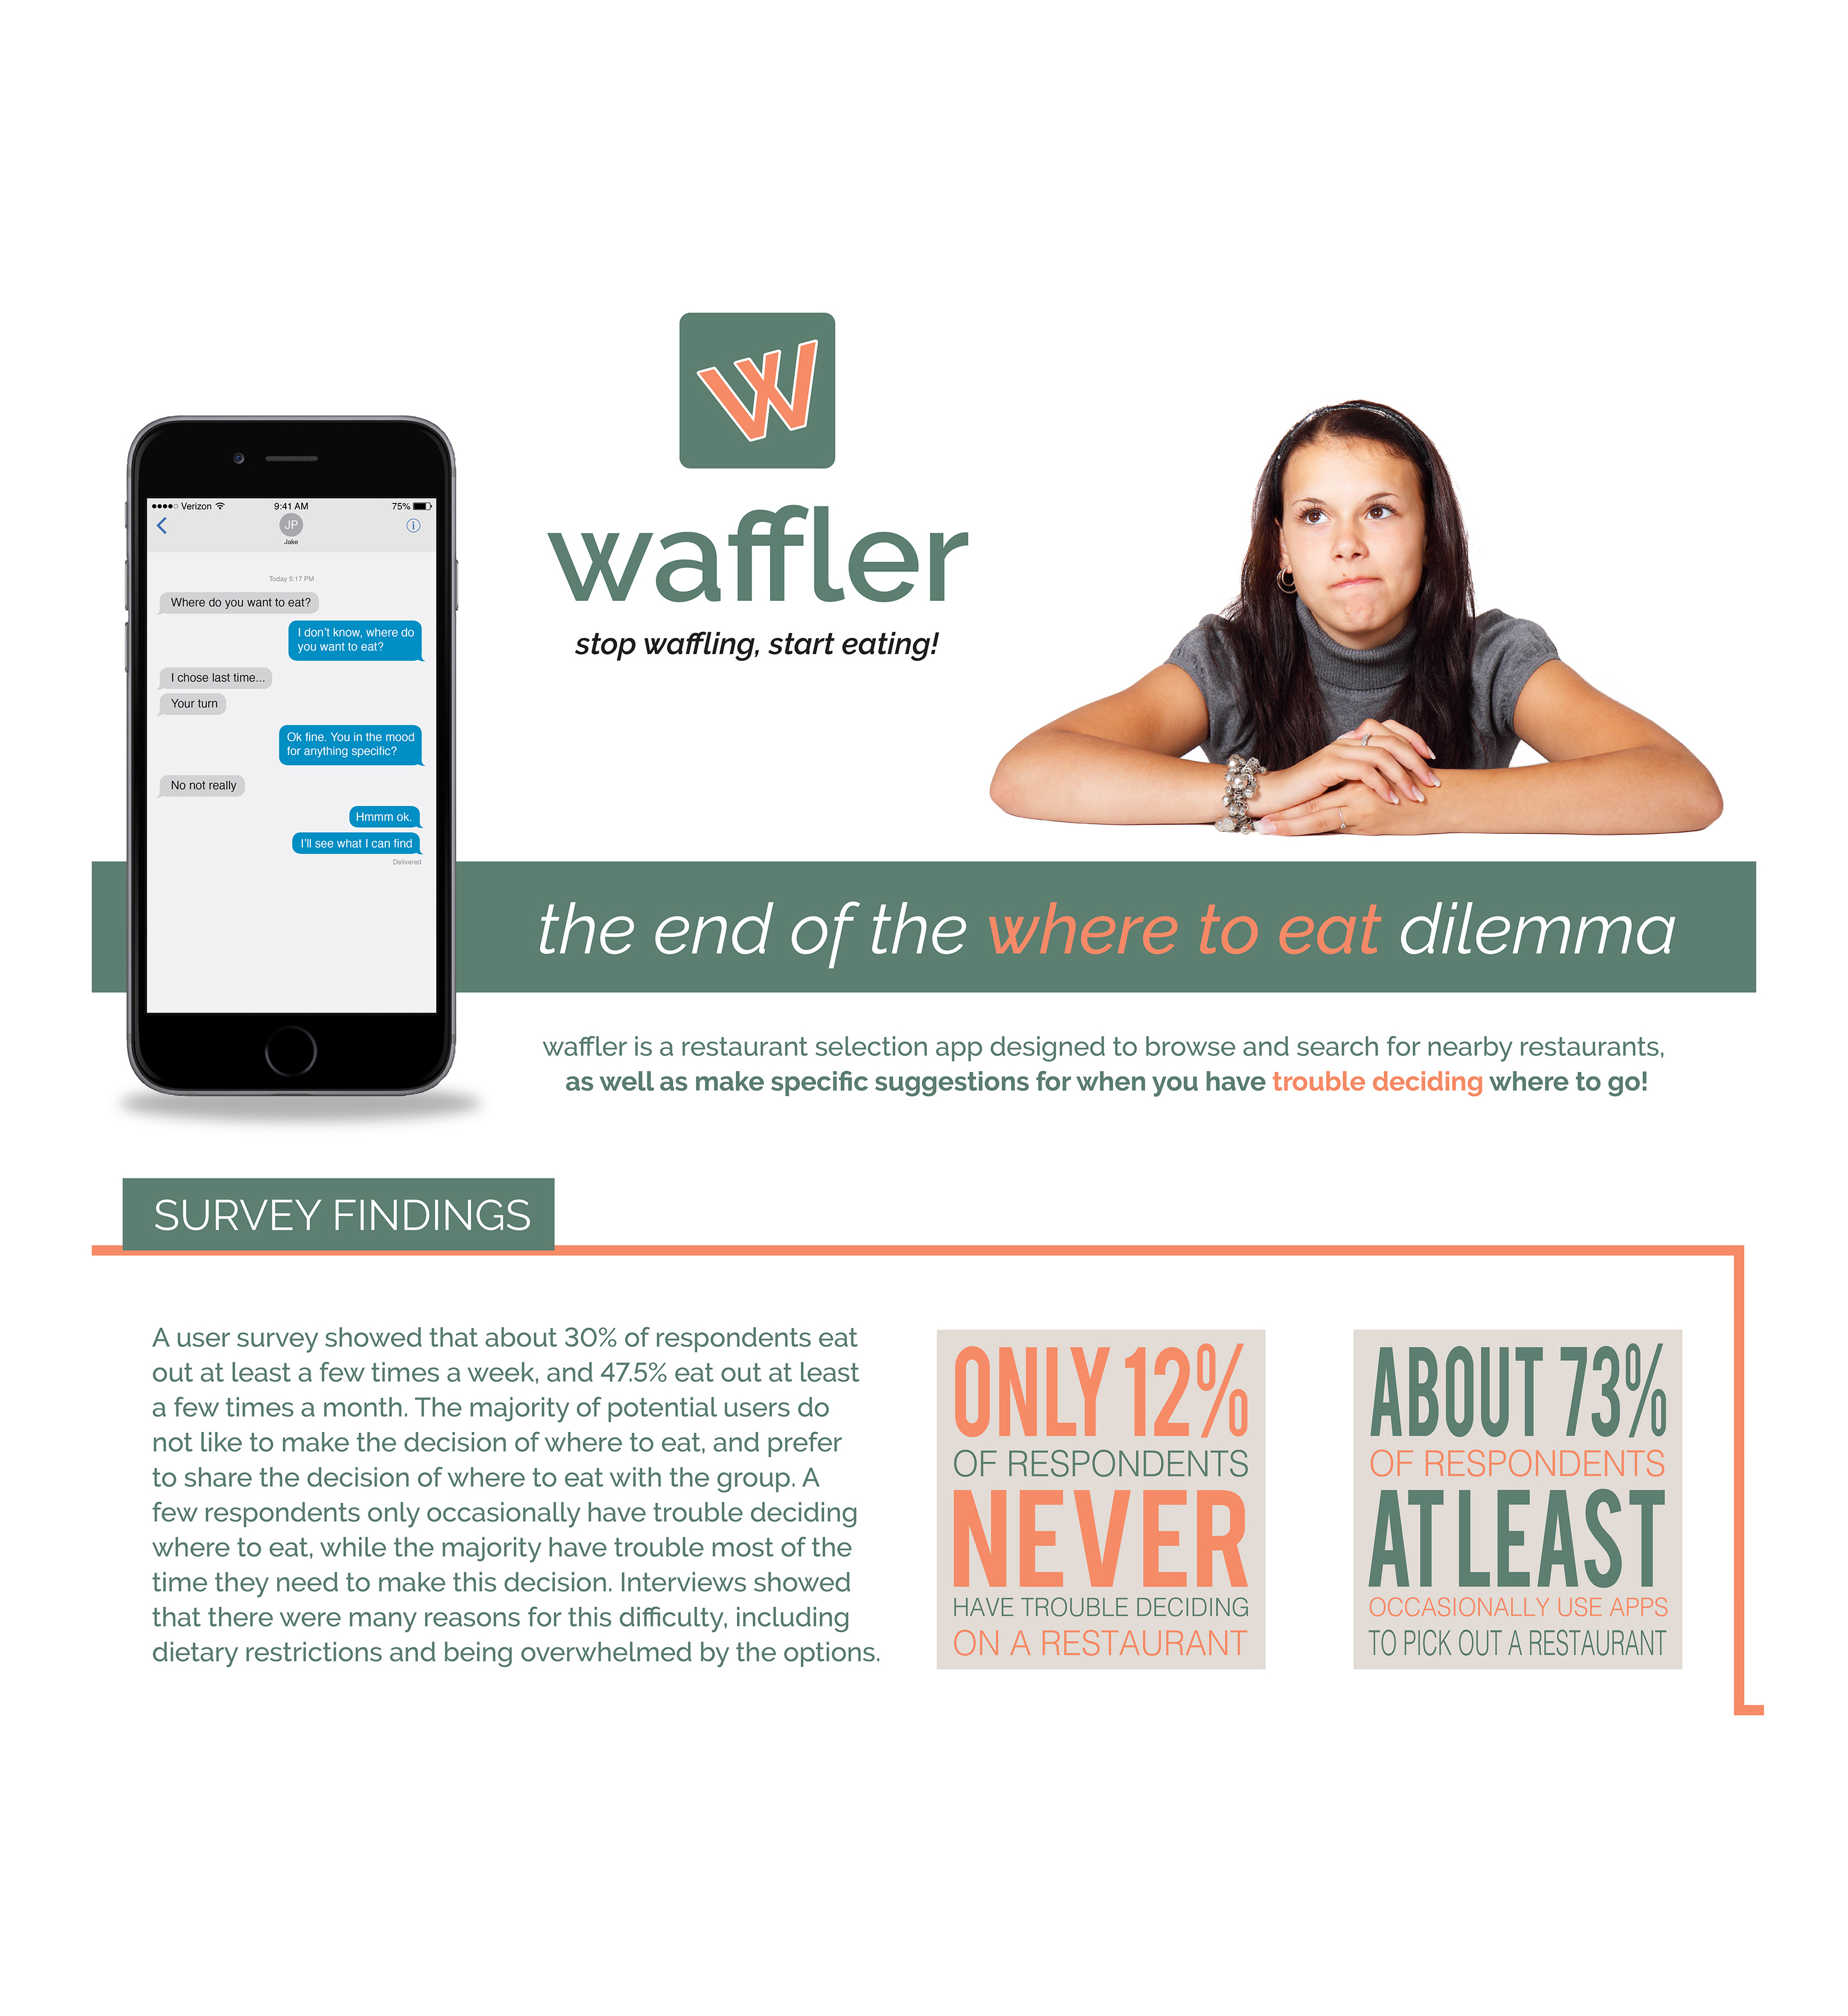 W
waffler
stop waffling, start eating!
Verizon
9:41 AM
75%
JP
Jake
i
Today 5:17 PM
Where do you want to eat?
I don't know, where do
you want to eat?
I chose last time...
Your turn
Ok fine. You in the mood
for anything specific?
No not really
Hmmm ok.
I'll see what I can find
Delivered
the end of the where to eat dilemma
waffler is a restaurant selection app designed to browse and search for nearby restaurants,
as well as make specific suggestions for when you have trouble deciding where to go!
SURVEY FINDINGS
A user survey showed that about 30% of respondents eat
out at least a few times a week, and 47.5% eat out at least
a few times a month. The majority of potential users do
not like to make the decision of where to eat, and prefer
to share the decision of where to eat with the group. A
few respondents only occasionally have trouble deciding
where to eat, while the majority have trouble most of the
time they need to make this decision. Interviews showed
that there were many reasons for this difficulty, including
dietary restrictions and being overwhelmed by the options.
ONLY 12%
OF RESPONDENTS
NEVER
HAVE TROUBLE DECIDING
ON A RESTAURANT
ABOUT 73%
OF RESPONDENTS
AT LEAST
OCCASIONALLY USE APPS
TO PICK OUT A RESTAURANT